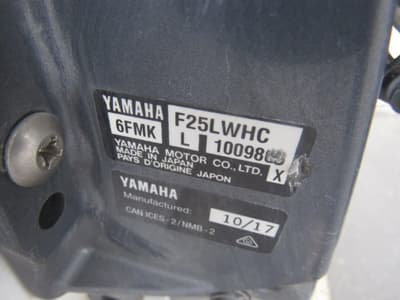 YAMAHA F25LWHC
6FMK L 10098
YAMAHA MOTOR CO., LTD.
MADE IN JAPAN
PAYS D'ORIGINE JAPON X
YAMAHA
Manufactured: 10/17
CAN ICES-2/NMB-2